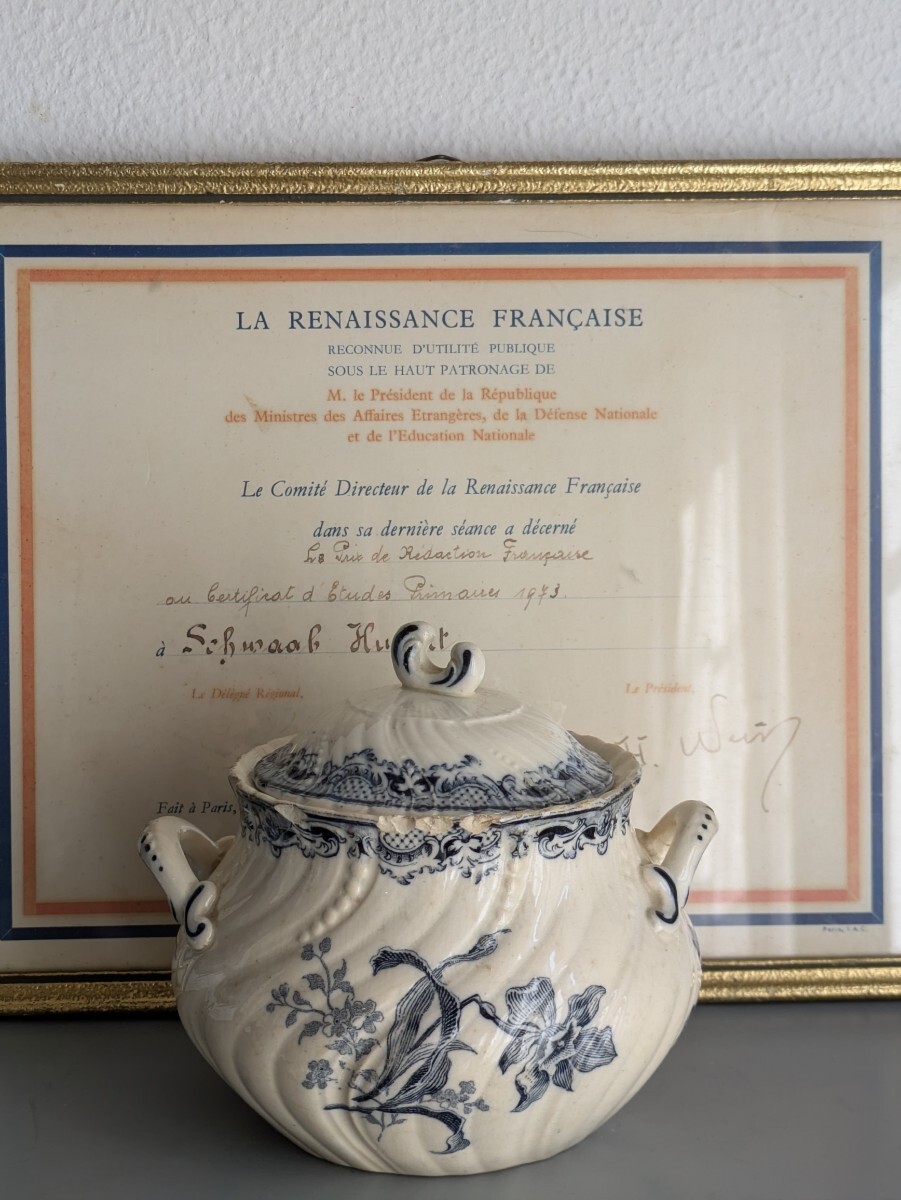 LA RENAISSANCE FRANÇAISE
RECONNUE D'UTILITÉ PUBLIQUE
SOUS LE HAUT PATRONAGE DE
M. le Président de la République
des Ministres des Affaires Etrangères, de la Défense Nationale
et de l'Education Nationale
Le Comité Directeur de la Renaissance Française
dans sa dernière séance a décerné
Le Prix de Rédaction Française
au Certificat d'Etudes Primaires 1973.
à Schwaab
Le Délégué Régional,
Le Président,
Fait à Paris,